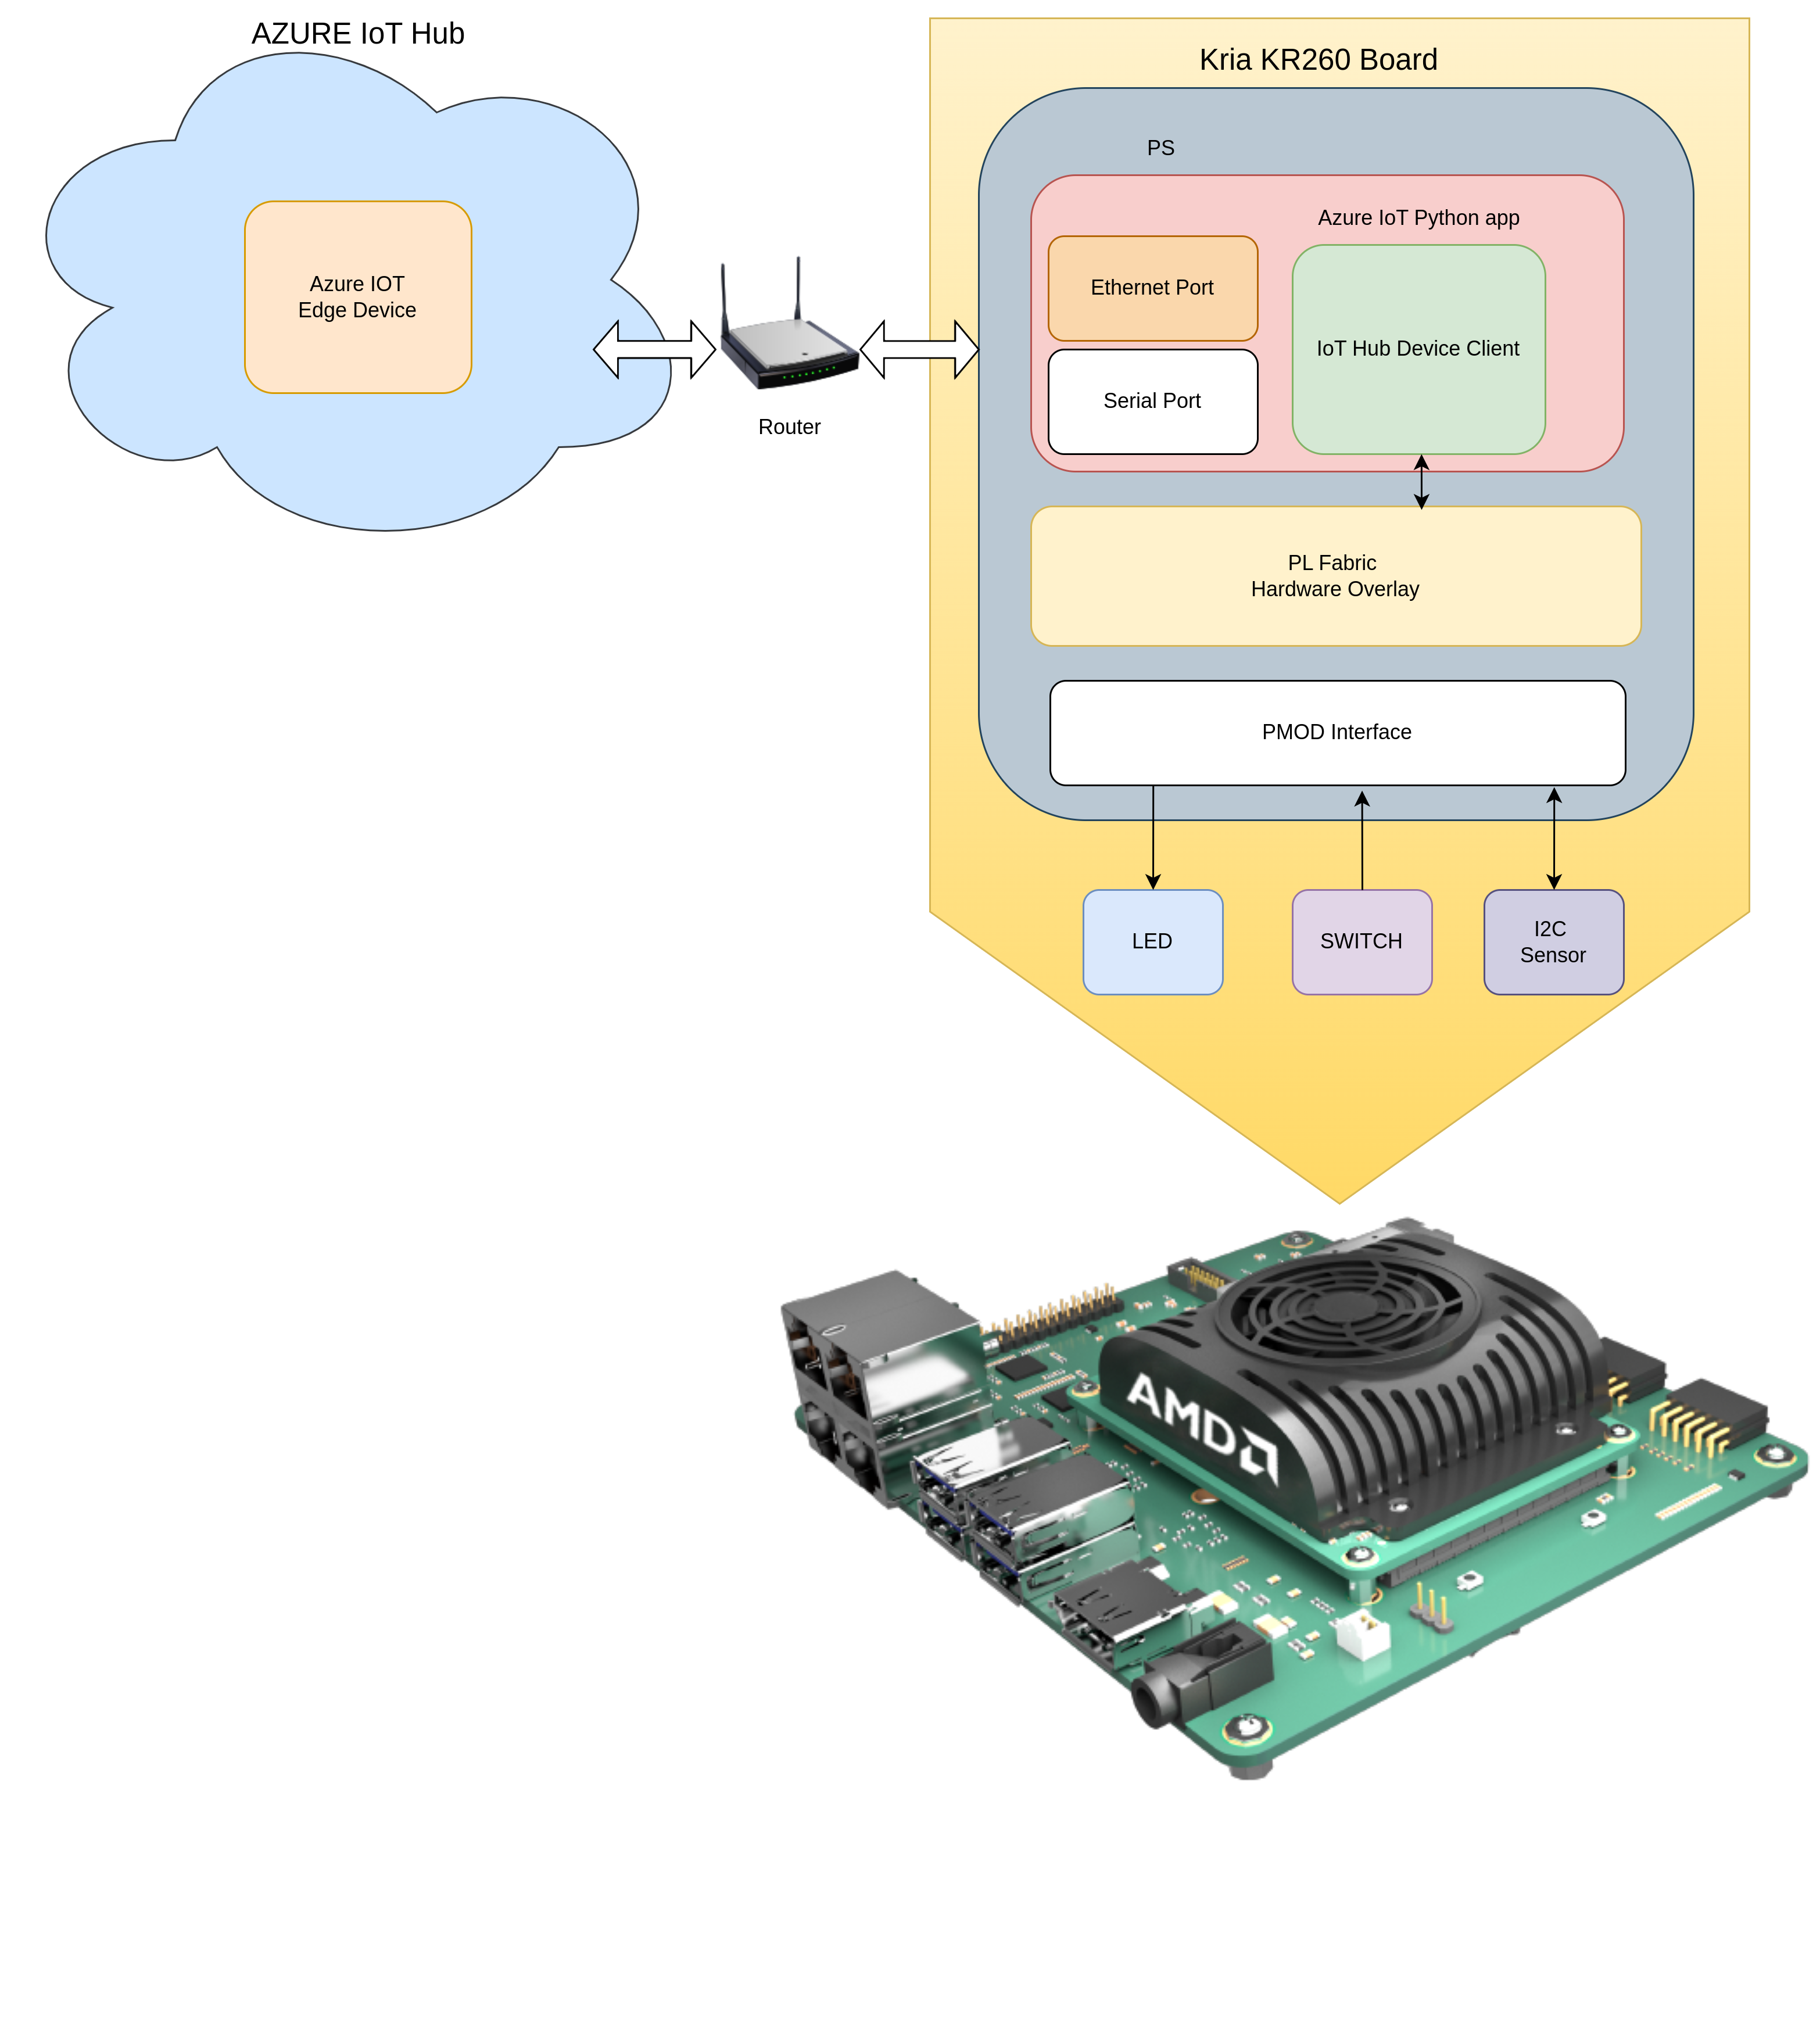 AZURE IoT Hub
Azure IOT
Edge Device
Router
Kria KR260 Board
PS
Azure IoT Python app
Ethernet Port
IoT Hub Device Client
Serial Port
PL Fabric
Hardware Overlay
PMOD Interface
LED
SWITCH
I2C
Sensor
AMD